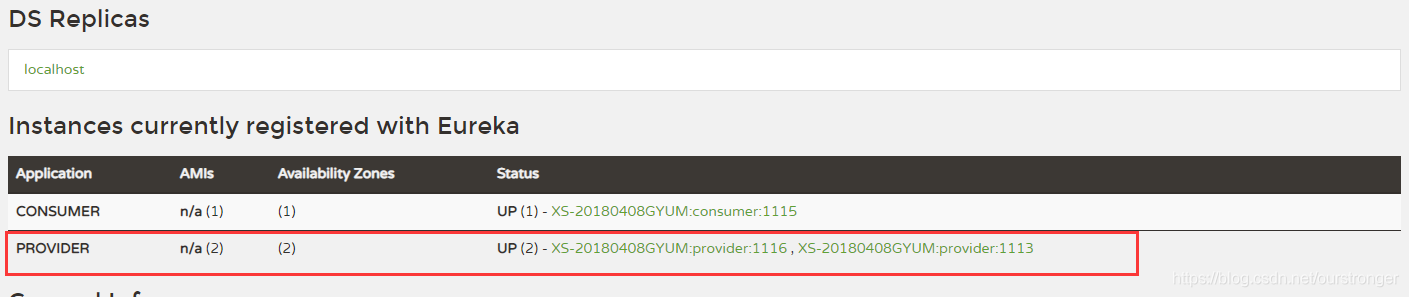 DS Replicas
localhost
Instances currently registered with Eureka
Application AMIs Availability Zones Status
CONSUMER n/a (1) (1) UP (1) - XS-20180408GYUM:consumer:1115
PROVIDER n/a (2) (2) UP (2) - XS-20180408GYUM:provider:1116 , XS-20180408GYUM:provider:1113
https://blog.csdn.net/ourstronger